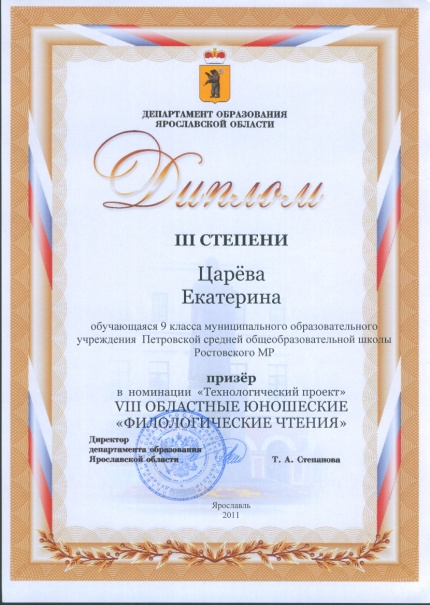 ДЕПАРТАМЕНТ ОБРАЗОВАНИЯ
ЯРОСЛАВСКОЙ ОБЛАСТИ
Диплом
III СТЕПЕНИ
Царёва
Екатерина
обучающаяся 9 класса муниципального образовательного
учреждения Петровской средней общеобразовательной школы
Ростовского МР
призёр
в номинации «Технологический проект»
VIII ОБЛАСТНЫЕ ЮНОШЕСКИЕ
«ФИЛОЛОГИЧЕСКИЕ ЧТЕНИЯ»
Директор
департамента образования
Ярославской области
Т. А. Степанова
Ярославль
2011